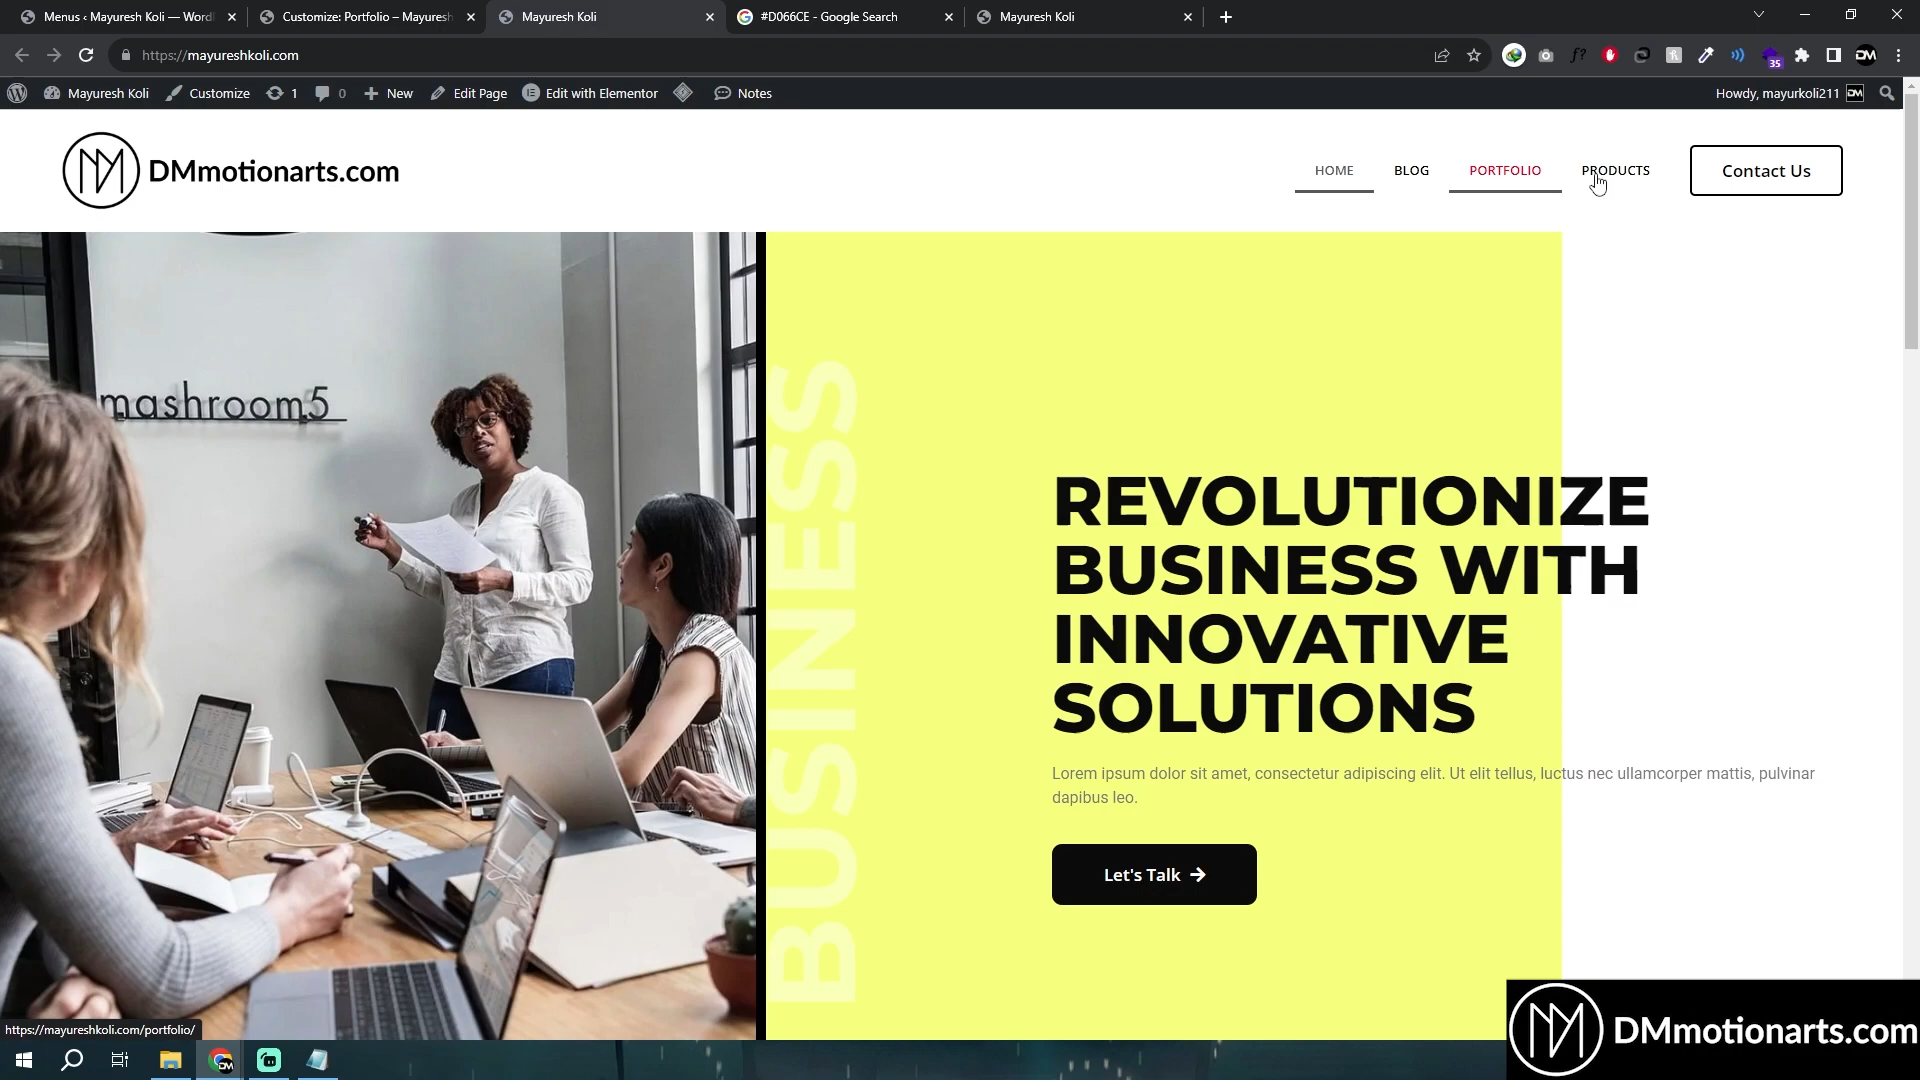 Menus ‹ Mayuresh Koli — Word
Customize: Portfolio – Mayuresh
Mayuresh Koli
#D066CE - Google Search
Mayuresh Koli
https://mayureshkoli.com
f?
35
DM
Mayuresh Koli
Customize
1
0
New
Edit Page
Edit with Elementor
Notes
Howdy, mayurkoli211
DM
DMmotionarts.com
HOME
BLOG
PORTFOLIO
PRODUCTS
Contact Us
mashroom5
BUSINESS
REVOLUTIONIZE
BUSINESS WITH
INNOVATIVE
SOLUTIONS
Lorem ipsum dolor sit amet, consectetur adipiscing elit. Ut elit tellus, luctus nec ullamcorper mattis, pulvinar
dapibus leo.
Let's Talk
https://mayureshkoli.com/portfolio/
DMmotionarts.com